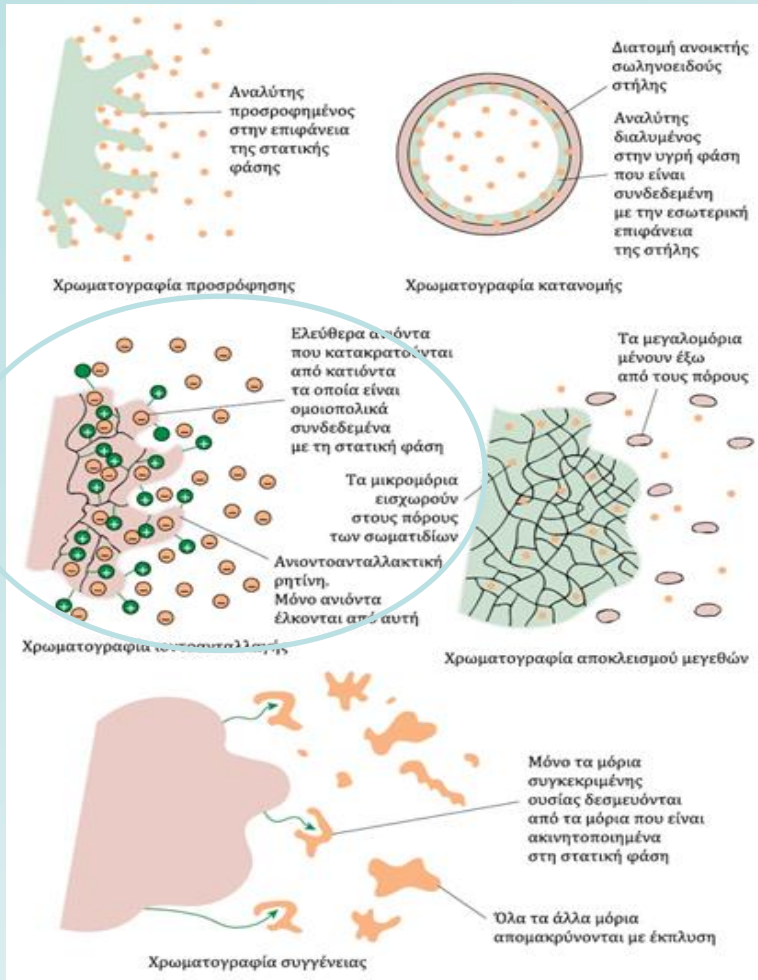 Αναλύτης
προσροφημένος
στην επιφάνεια
της στατικής
φάσης
Χρωματογραφία προσρόφησης
Διατομή ανοικτής
σωληνοειδούς
στήλης
Αναλύτης
διαλυμένος
στην υγρή φάση
που είναι
συνδεδεμένη
με την εσωτερική
επιφάνεια
της στήλης
Χρωματογραφία κατανομής
Ελεύθερα ανιόντα
που κατακρατούνται
από κατιόντα
τα οποία είναι
ομοιοπολικά
συνδεδεμένα
με τη στατική φάση
Ανιοντοανταλλακτική
ρητίνη.
Μόνο ανιόντα
έλκονται από αυτή
Χρωματογραφία ιοντοανταλλαγής
Τα μεγαλομόρια
μένουν έξω
από τους πόρους
Τα μικρομόρια
εισχωρούν
στους πόρους
των σωματιδίων
Χρωματογραφία αποκλεισμού μεγεθών
Μόνο τα μόρια
συγκεκριμένης
ουσίας δεσμευόνται
από τα μόρια που είναι
ακινητοποιημένα
στη στατική φάση
Όλα τα άλλα μόρια
απομακρύνονται με έκπλυση
Χρωματογραφία συγγένειας